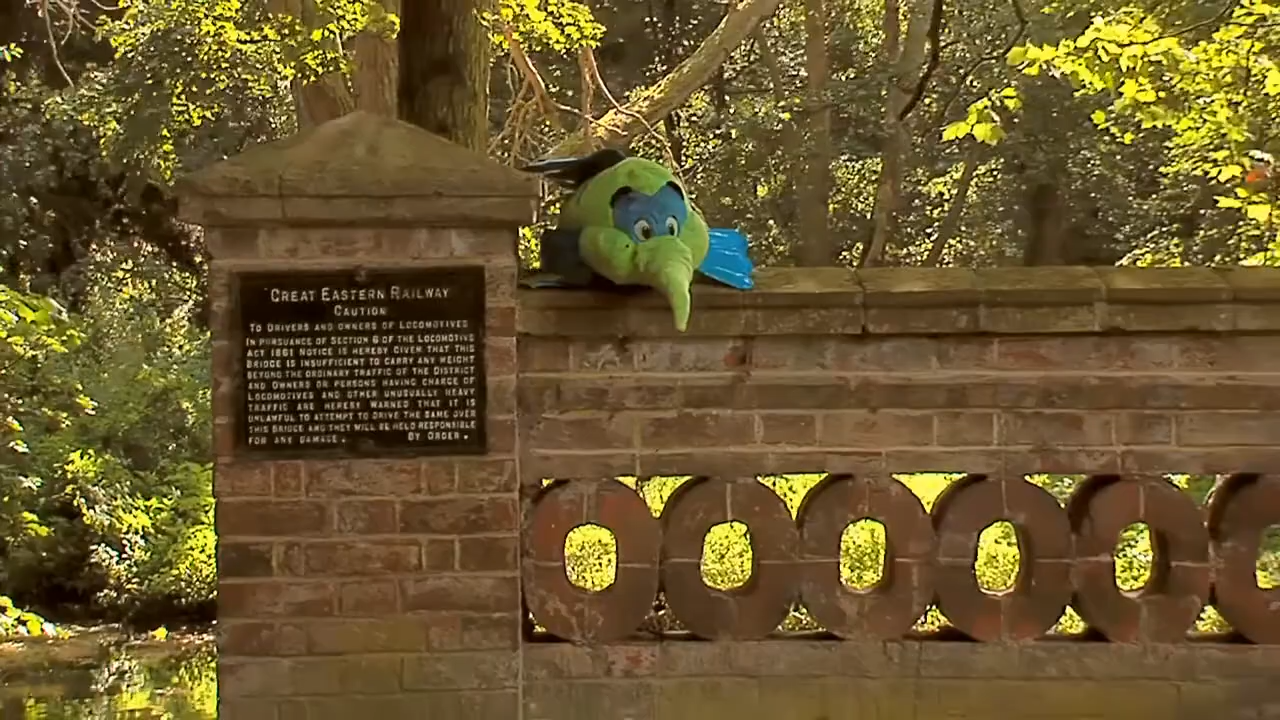 GREAT EASTERN RAILWAY
CAUTION
TO DRIVERS AND OWNERS OF LOCOMOTIVES
IN PURSUANCE OF SECTION 6 OF THE LOCOMOTIVE
ACT 1861 NOTICE IS HEREBY GIVEN THAT THIS
BRIDGE IS INSUFFICIENT TO CARRY ANY WEIGHT
BEYOND THE ORDINARY TRAFFIC OF THE DISTRICT
AND OWNERS OR PERSONS HAVING CHARGE OF
LOCOMOTIVES AND OTHER UNUSUALLY HEAVY
TRAFFIC ARE HEREBY WARNED THAT IT IS
UNLAWFUL TO ATTEMPT TO DRIVE THE SAME OVER
THIS BRIDGE AND THEY WILL BE HELD RESPONSIBLE
FOR ANY DAMAGE. BY ORDER.